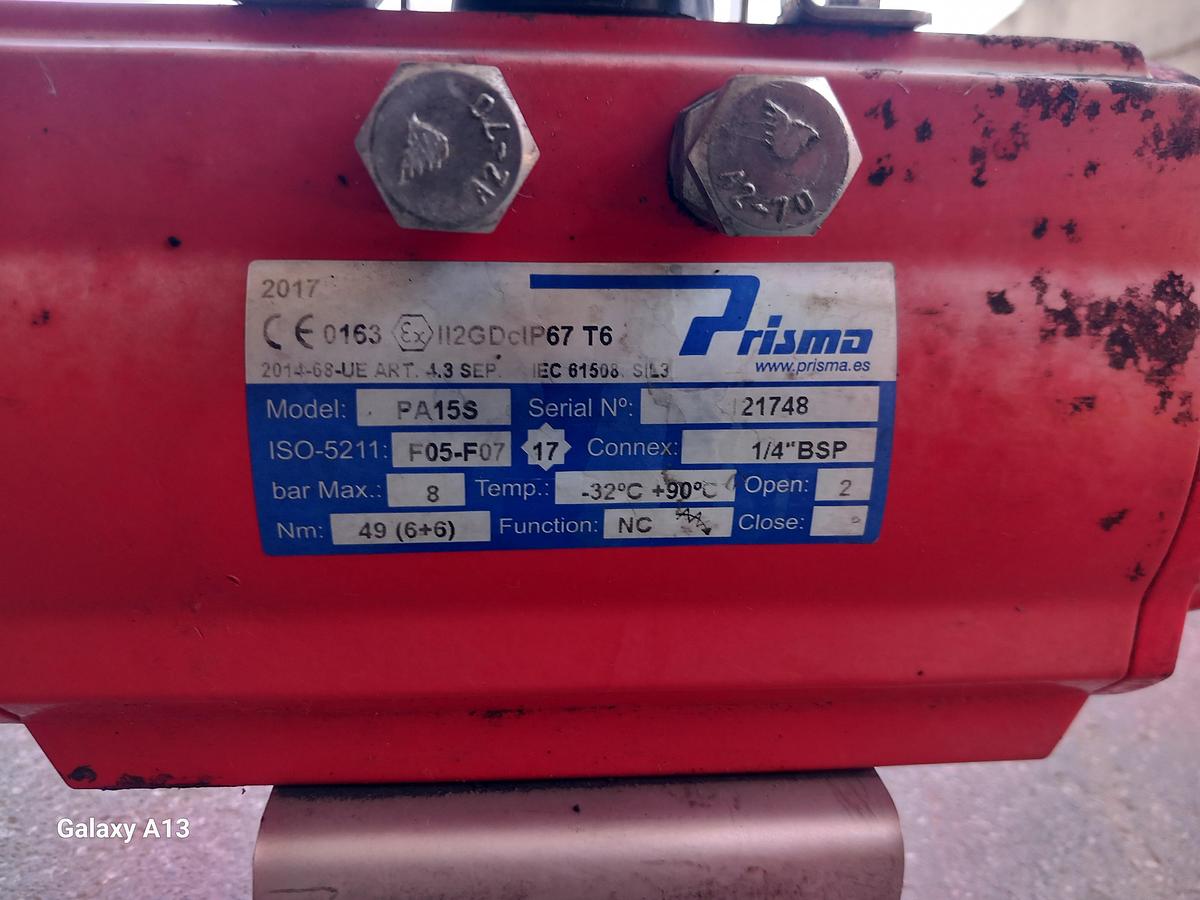 A2-70
A2-70
2017
CE 0163 Ex II2GDcIP67 T6
Prisma
www.prisma.es
2014-68-UE ART. 4.3 SEP. IEC 61508. SIL3
Model: PA15S Serial Nº: 21748
ISO-5211: F05-F07 17 Connex: 1/4"BSP
bar Max.: 8 Temp.: -32ºC +90ºC Open: 2
Nm: 49 (6+6) Function: NC Close:
Galaxy A13